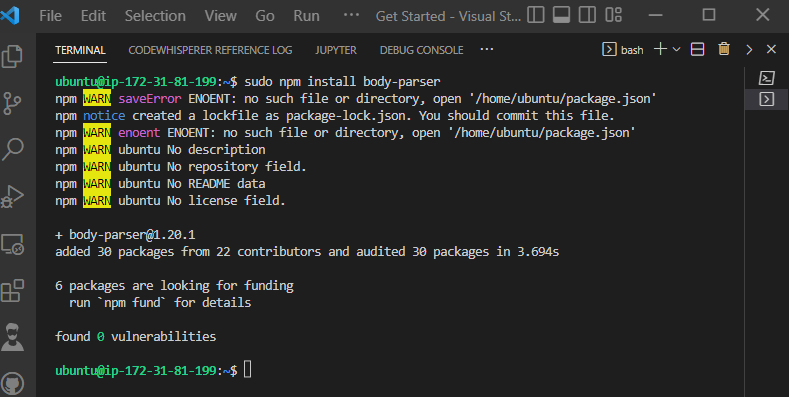 File Edit Selection View Go Run ··· Get Started - Visual St...
TERMINAL CODEWHISPERER REFERENCE LOG JUPYTER DEBUG CONSOLE ··· bash
ubuntu@ip-172-31-81-199:~$ sudo npm install body-parser
npm WARN saveError ENOENT: no such file or directory, open '/home/ubuntu/package.json'
npm notice created a lockfile as package-lock.json. You should commit this file.
npm WARN enoent ENOENT: no such file or directory, open '/home/ubuntu/package.json'
npm WARN ubuntu No description
npm WARN ubuntu No repository field.
npm WARN ubuntu No README data
npm WARN ubuntu No license field.
+ body-parser@1.20.1
added 30 packages from 22 contributors and audited 30 packages in 3.694s
6 packages are looking for funding
run `npm fund` for details
found 0 vulnerabilities
ubuntu@ip-172-31-81-199:~$